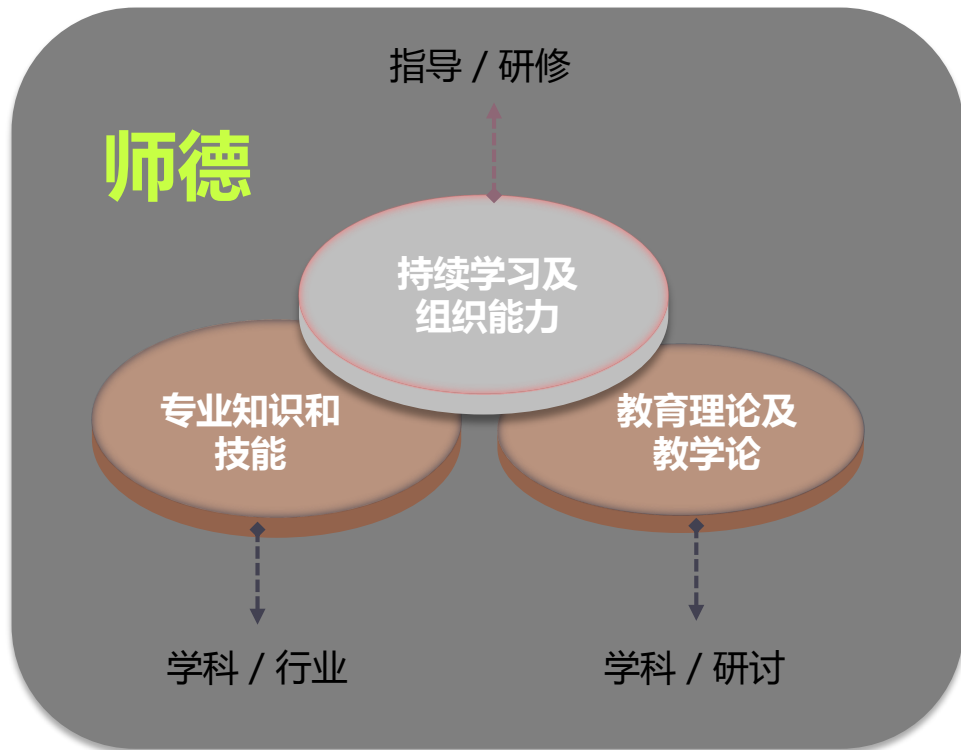 指导 / 研修
师德
持续学习及
组织能力
专业知识和
技能
教育理论及
教学论
学科 / 行业
学科 / 研讨